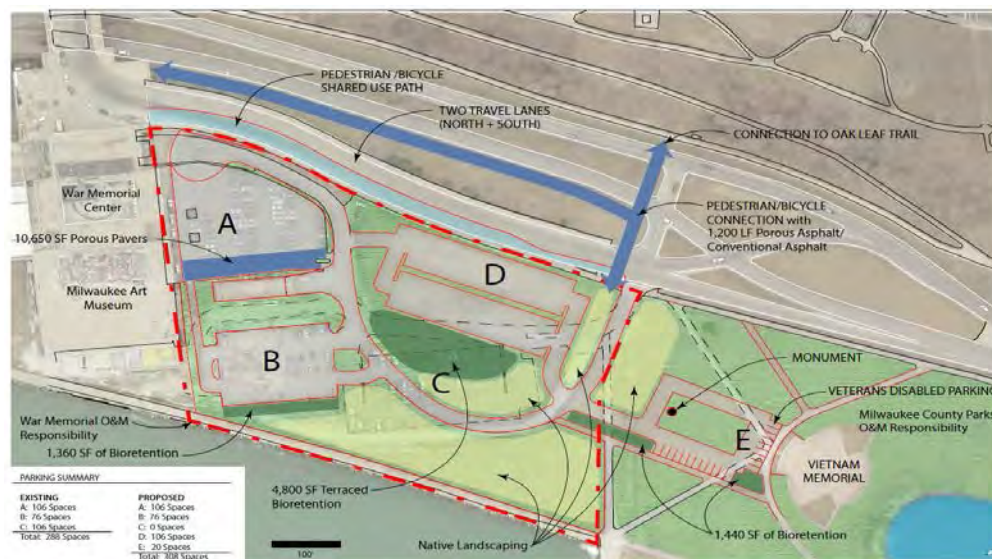 PEDESTRIAN /BICYCLE
SHARED USE PATH
TWO TRAVEL LANES
(NORTH + SOUTH)
CONNECTION TO OAK LEAF TRAIL
War Memorial
Center
A
10,650 SF Porous Pavers
PEDESTRIAN/BICYCLE
CONNECTION with
1,200 LF Porous Asphalt/
Conventional Asphalt
Milwaukee Art
Museum
D
B
C
MONUMENT
VETERANS DISABLED PARKING
Milwaukee County Parks
O&M Responsibility
E
War Memorial O&M
Responsibility
1,360 SF of Bioretention
VIETNAM
MEMORIAL
4,800 SF Terraced
Bioretention
1,440 SF of Bioretention
Native Landscaping
100'
PARKING SUMMARY
EXISTING PROPOSED
A: 106 Spaces A: 106 Spaces
B: 76 Spaces B: 76 Spaces
C: 106 Spaces C: 0 Spaces
Total: 288 Spaces D: 106 Spaces
E: 20 Spaces
Total: 308 Spaces